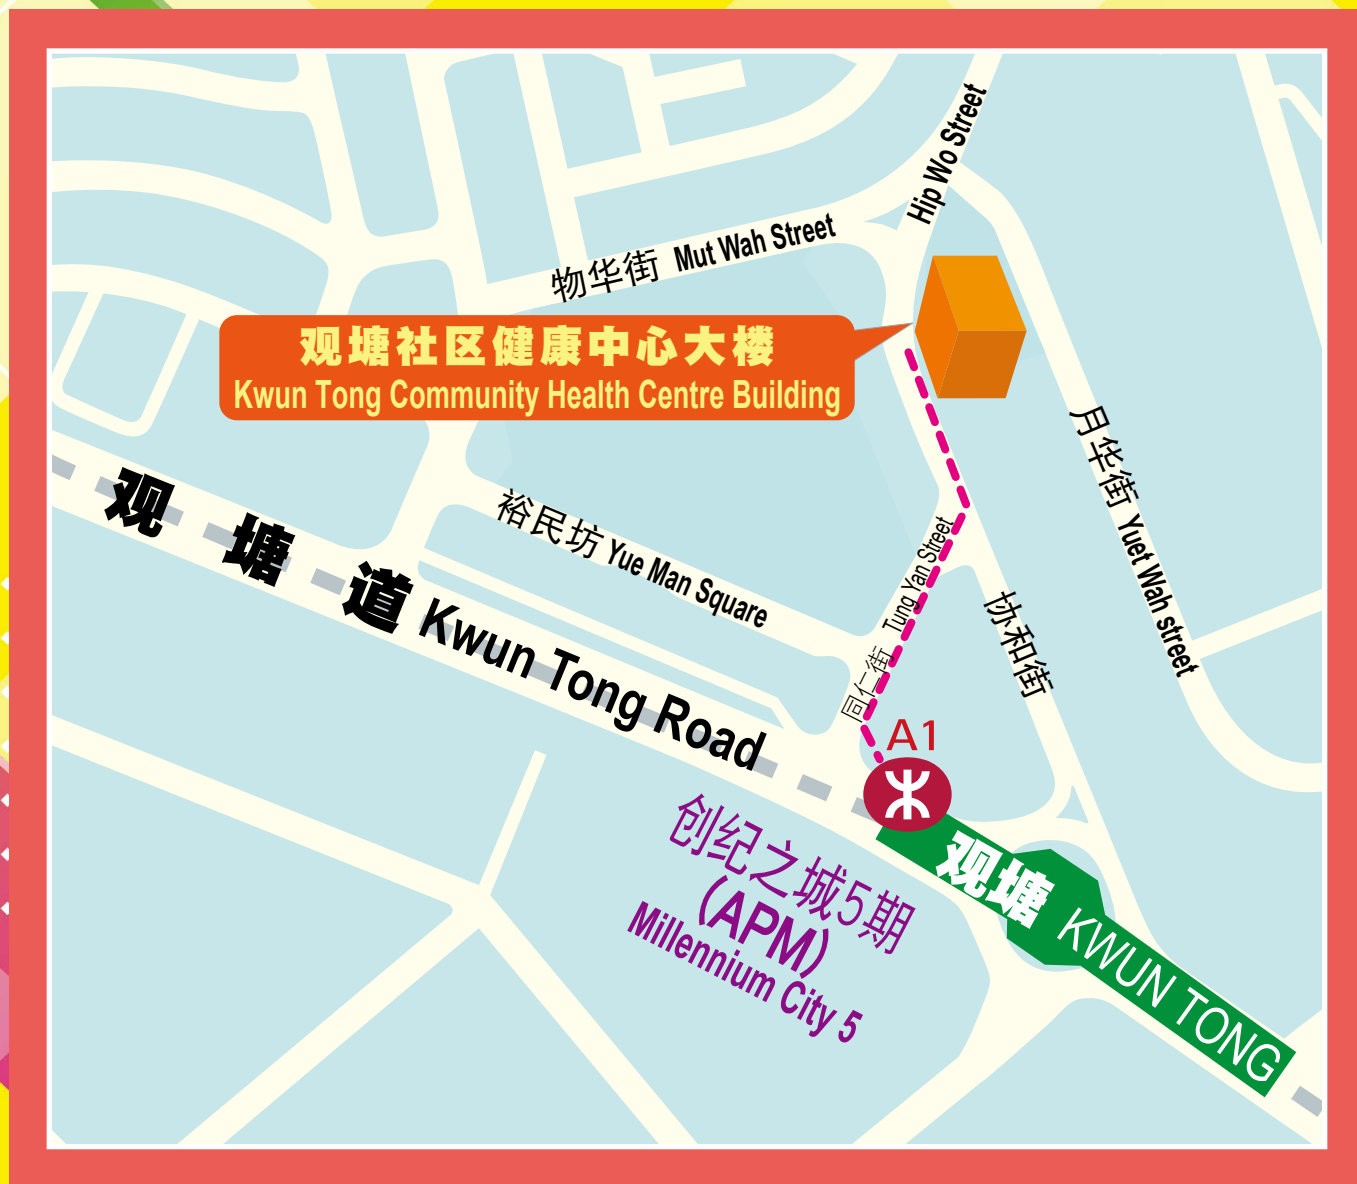 Hip Wo Street
物华街 Mut Wah Street
观塘社区健康中心大楼
Kwun Tong Community Health Centre Building
月华街 Yuet Wah street
裕民坊 Yue Man Square
观 塘 道 Kwun Tong Road
同仁街 Tung Yan Street
协和街
A1
创纪之城5期
(APM)
Millennium City 5
观塘 KWUN TONG